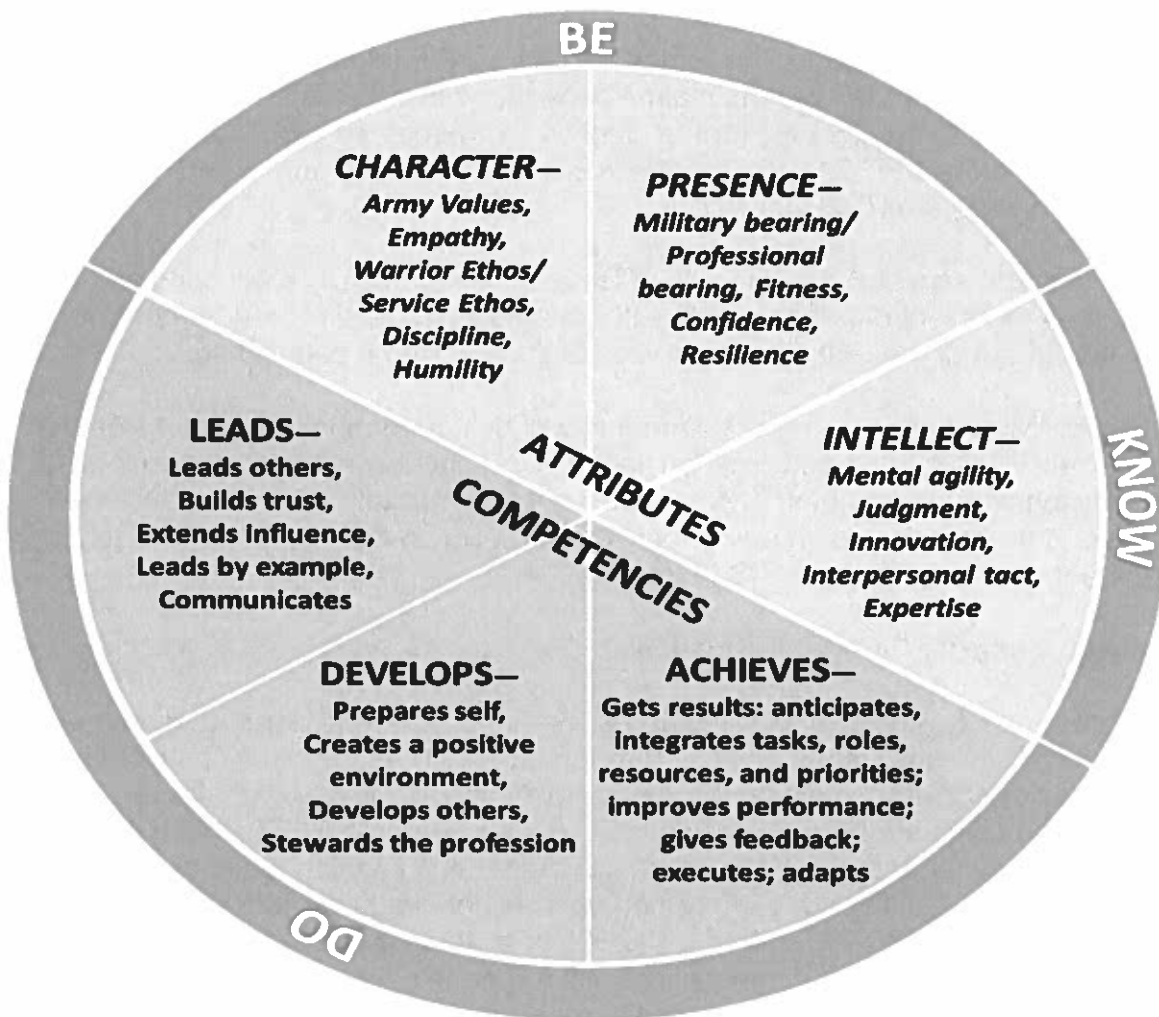 BE
CHARACTER—
Army Values,
Empathy,
Warrior Ethos/
Service Ethos,
Discipline,
Humility
PRESENCE—
Military bearing/
Professional
bearing, Fitness,
Confidence,
Resilience
KNOW
INTELLECT—
Mental agility,
Judgment,
Innovation,
Interpersonal tact,
Expertise
ATTRIBUTES
COMPETENCIES
LEADS—
Leads others,
Builds trust,
Extends influence,
Leads by example,
Communicates
DEVELOPS—
Prepares self,
Creates a positive
environment,
Develops others,
Stewards the profession
ACHIEVES—
Gets results: anticipates,
integrates tasks, roles,
resources, and priorities;
improves performance;
gives feedback;
executes; adapts
DO